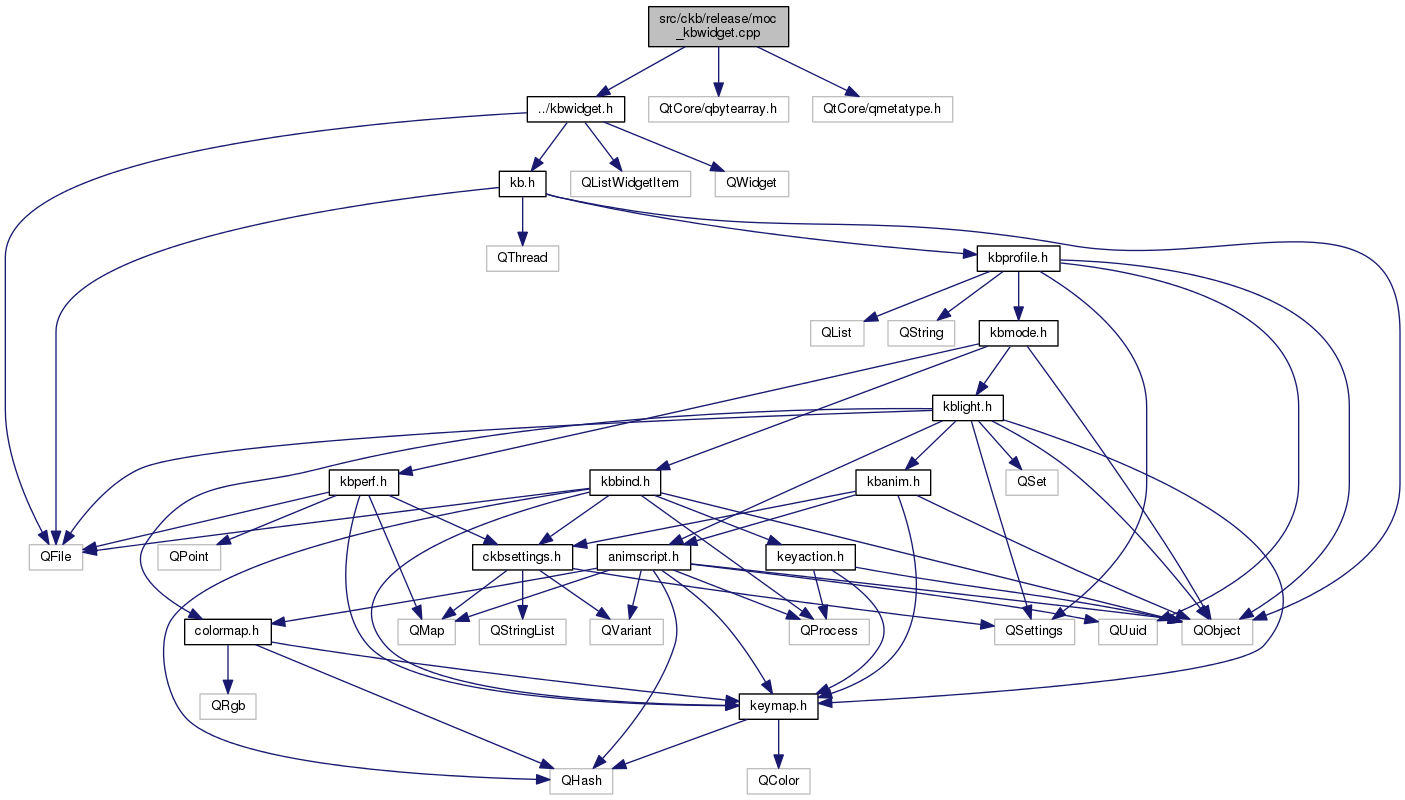 src/ckb/release/moc
_kbwidget.cpp
../kbwidget.h
QtCore/qbytearray.h
QtCore/qmetatype.h
kb.h
QListWidgetItem
QWidget
QThread
kbprofile.h
QList
QString
kbmode.h
kblight.h
kbperf.h
kbbind.h
kbanim.h
QSet
QFile
QPoint
ckbsettings.h
animscript.h
keyaction.h
colormap.h
QMap
QStringList
QVariant
QProcess
QSettings
QUuid
QObject
QRgb
keymap.h
QHash
QColor